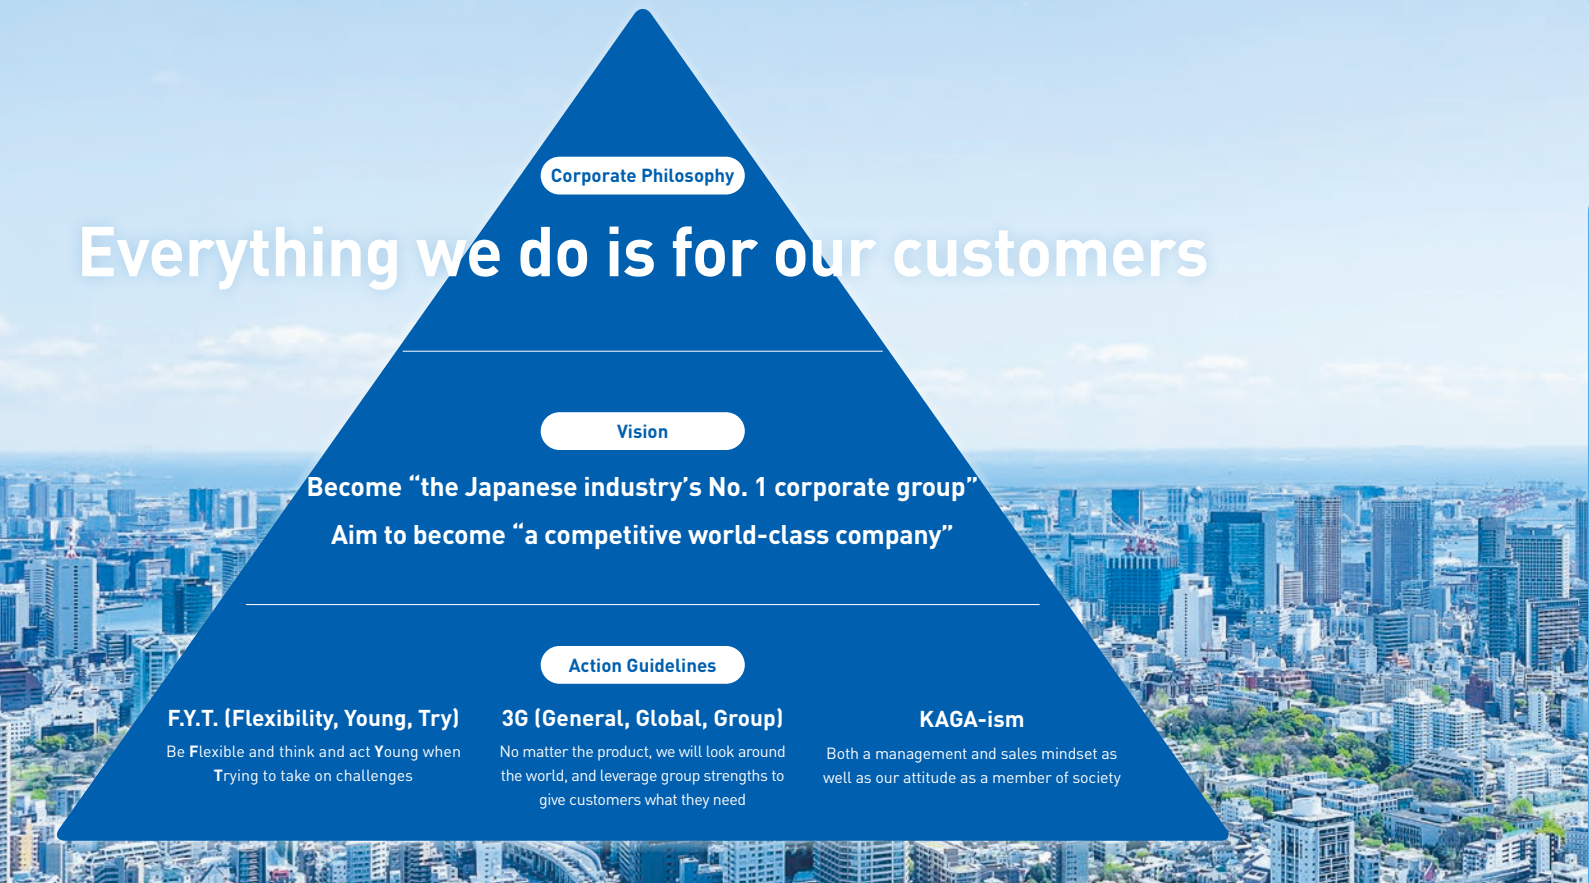 Corporate Philosophy
Everything we do is for our customers
Vision
Become “the Japanese industry’s No. 1 corporate group”
Aim to become “a competitive world-class company”
Action Guidelines
F.Y.T. (Flexibility, Young, Try)
Be Flexible and think and act Young when
Trying to take on challenges
3G (General, Global, Group)
No matter the product, we will look around
the world, and leverage group strengths to
give customers what they need
KAGA-ism
Both a management and sales mindset as
well as our attitude as a member of society